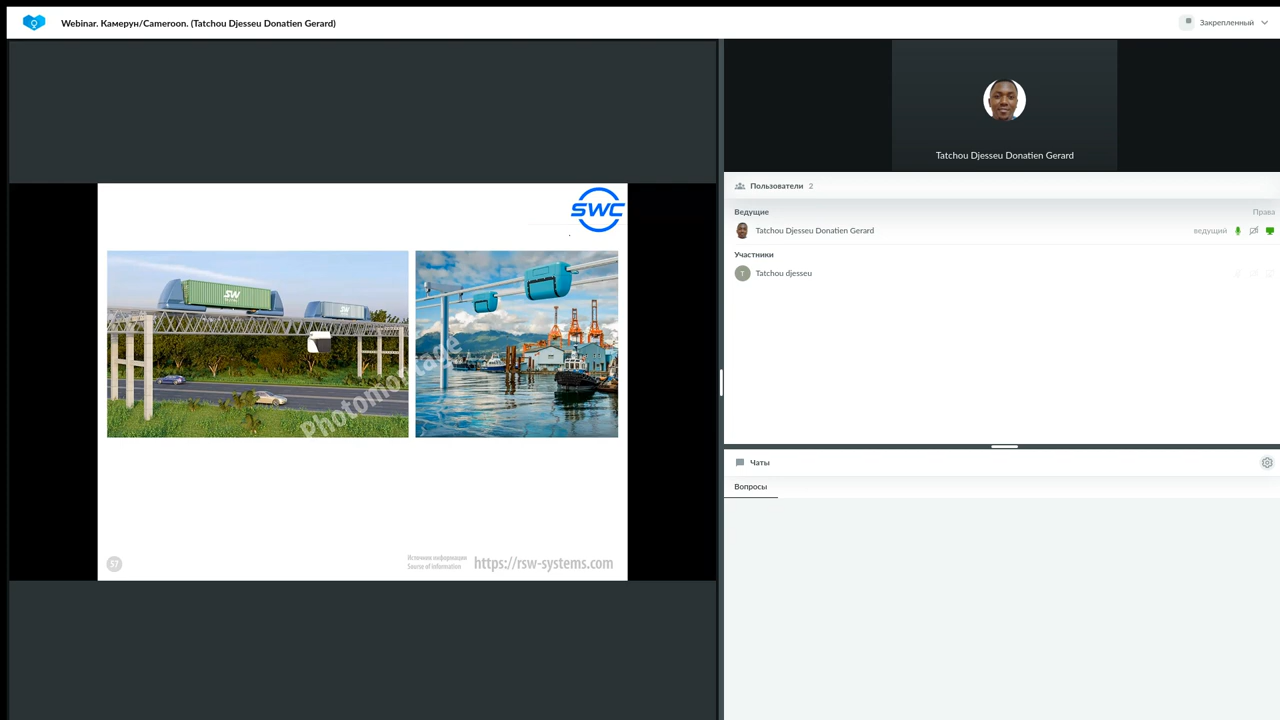 Webinar. Камерун/Cameroon. (Tatchou Djesseu Donatien Gerard)
Закрепленный
SWC
SW
Photomontage
57
Источник информации
Source of information
https://rsw-systems.com
Tatchou Djesseu Donatien Gerard
Пользователи 2
Ведущие Права
Tatchou Djesseu Donatien Gerard ведущий
Участники
T Tatchou djesseu
Чаты
Вопросы